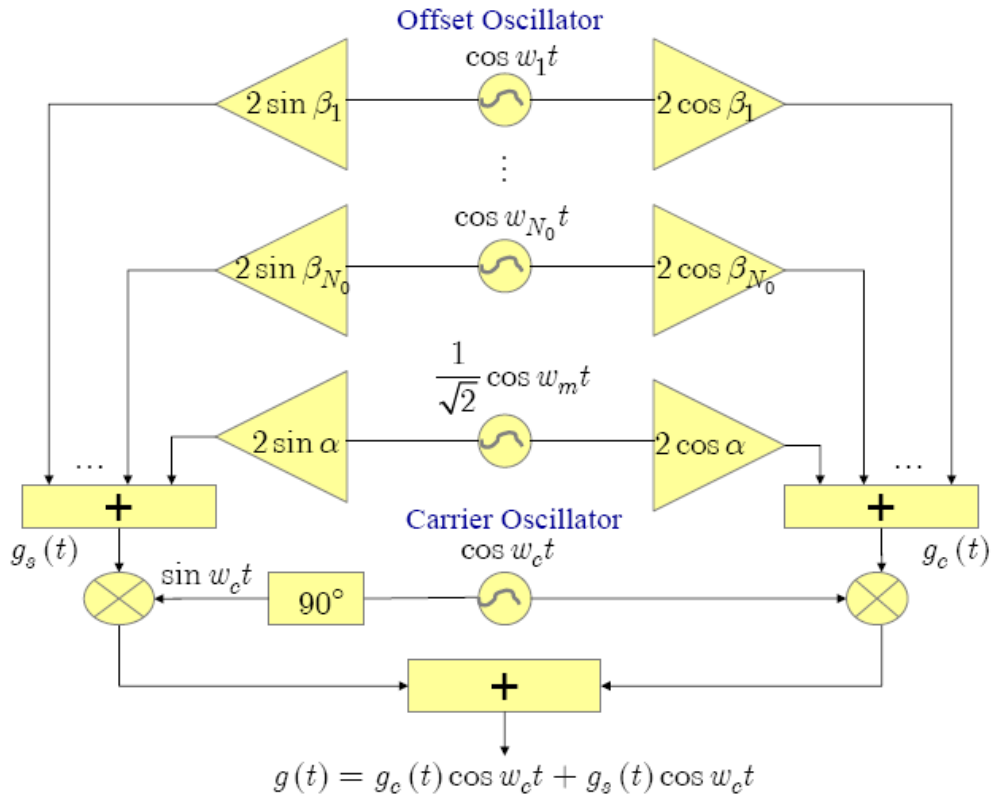 Offset Oscillator
cos w₁t
2 sin β₁
2 cos β₁
⋮
cos w_{N₀}t
2 sin β_{N₀}
2 cos β_{N₀}
1/√2 cos w_m t
2 sin α
2 cos α
...
...
+
+
Carrier Oscillator
g_s(t)
cos w_c t
g_c(t)
sin w_c t
90°
+
g(t) = g_c(t) cos w_c t + g_s(t) cos w_c t